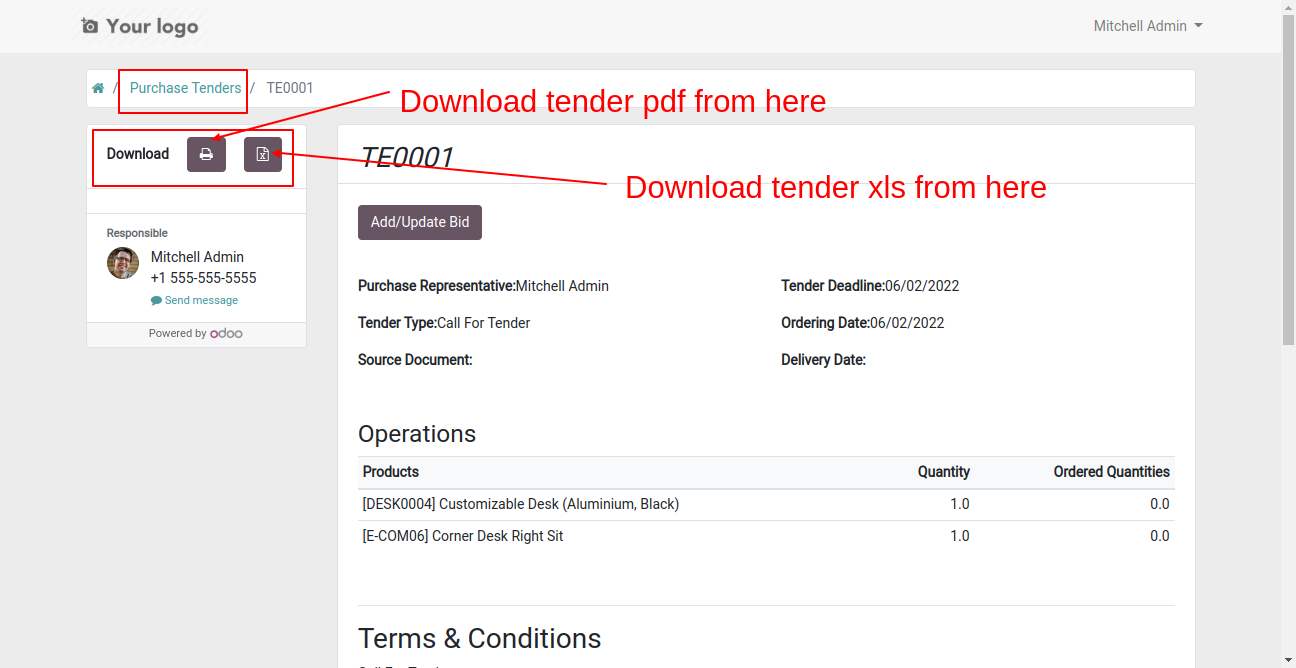 Your logo
Mitchell Admin
/ Purchase Tenders / TE0001
Download tender pdf from here
Download
TE0001
Download tender xls from here
Add/Update Bid
Responsible
Mitchell Admin
+1 555-555-5555
Send message
Powered by odoo
Purchase Representative:Mitchell Admin
Tender Deadline:06/02/2022
Tender Type:Call For Tender
Ordering Date:06/02/2022
Source Document:
Delivery Date:
Operations
Products Quantity Ordered Quantities
[DESK0004] Customizable Desk (Aluminium, Black) 1.0 0.0
[E-COM06] Corner Desk Right Sit 1.0 0.0
Terms & Conditions